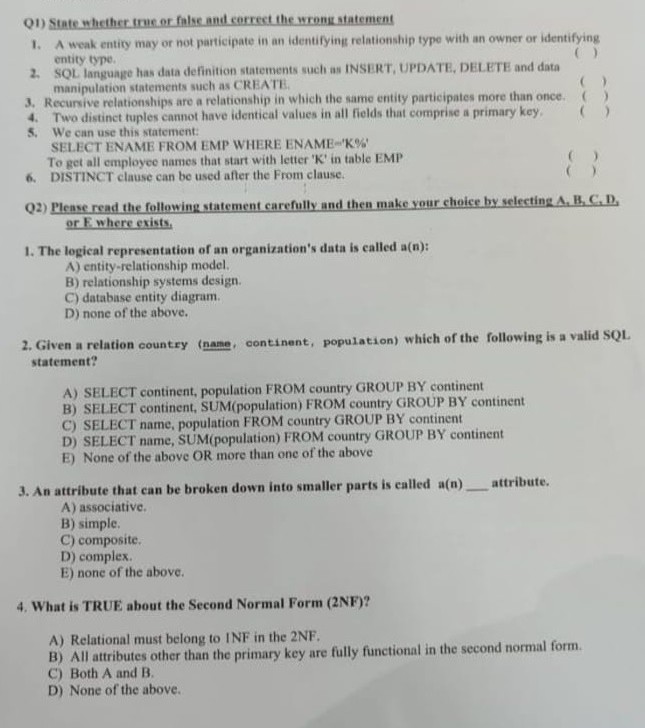 Q1) State whether true or false and correct the wrong statement
1. A weak entity may or not participate in an identifying relationship type with an owner or identifying
entity type. ( )
2. SQL language has data definition statements such as INSERT, UPDATE, DELETE and data
manipulation statements such as CREATE. ( )
3. Recursive relationships are a relationship in which the same entity participates more than once. ( )
4. Two distinct tuples cannot have identical values in all fields that comprise a primary key. ( )
5. We can use this statement:
SELECT ENAME FROM EMP WHERE ENAME='K%'
To get all employee names that start with letter 'K' in table EMP ( )
6. DISTINCT clause can be used after the From clause. ( )
Q2) Please read the following statement carefully and then make your choice by selecting A, B, C, D,
or E where exists.
1. The logical representation of an organization's data is called a(n):
A) entity-relationship model.
B) relationship systems design.
C) database entity diagram.
D) none of the above.
2. Given a relation country (name, continent, population) which of the following is a valid SQL
statement?
A) SELECT continent, population FROM country GROUP BY continent
B) SELECT continent, SUM(population) FROM country GROUP BY continent
C) SELECT name, population FROM country GROUP BY continent
D) SELECT name, SUM(population) FROM country GROUP BY continent
E) None of the above OR more than one of the above
3. An attribute that can be broken down into smaller parts is called a(n) ___ attribute.
A) associative.
B) simple.
C) composite.
D) complex.
E) none of the above.
4. What is TRUE about the Second Normal Form (2NF)?
A) Relational must belong to 1NF in the 2NF.
B) All attributes other than the primary key are fully functional in the second normal form.
C) Both A and B.
D) None of the above.